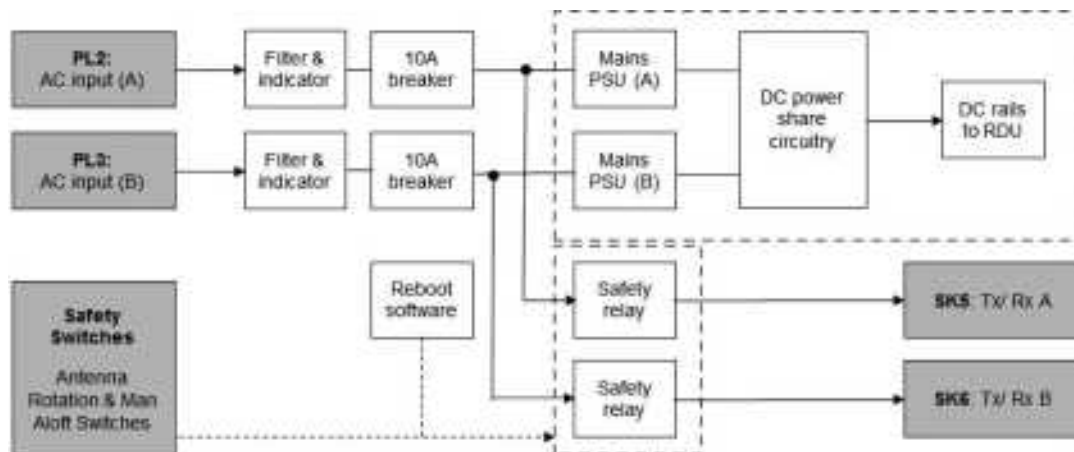 PL2:
AC input (A)
Filter &
indicator
10A
breaker
Mains
PSU (A)
DC power
share
circuitry
DC rails
to RDU
PL3:
AC input (B)
Filter &
indicator
10A
breaker
Mains
PSU (B)
Safety
Switches
Antenna
Rotation & Man
Aloft Switches
Reboot
software
Safety
relay
SK5: Tx/ Rx A
Safety
relay
SK6: Tx/ Rx B